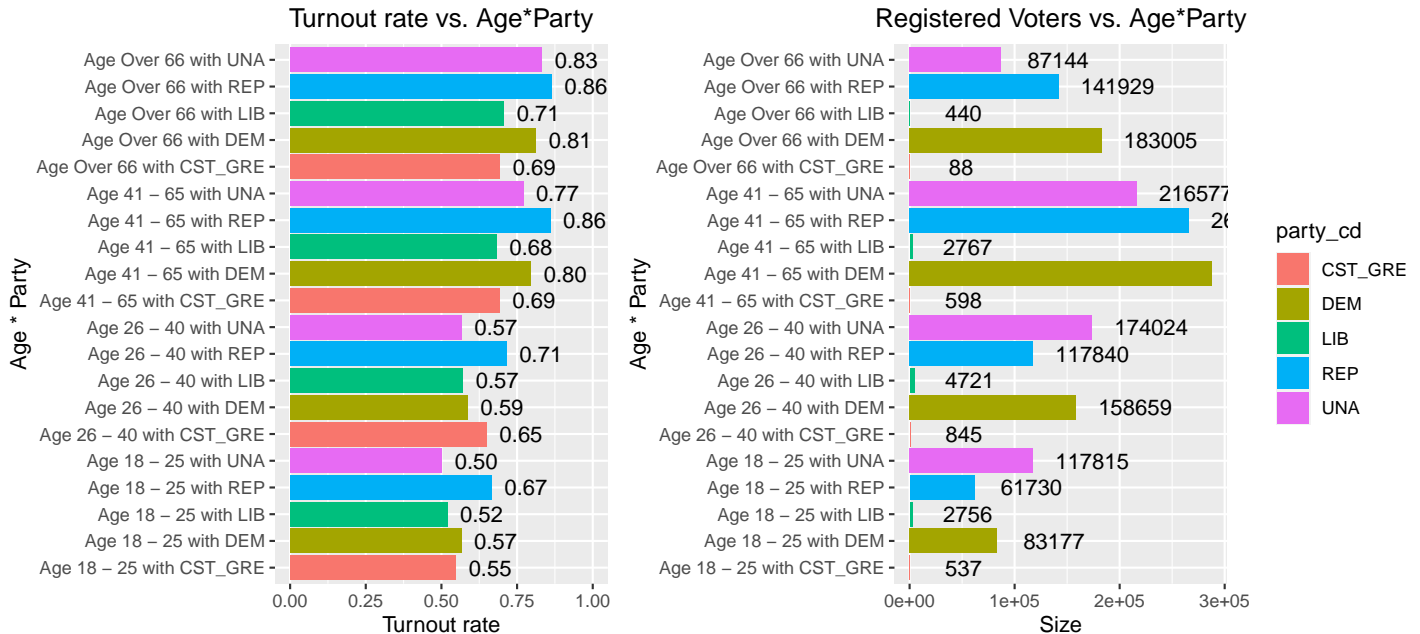 Turnout rate vs. Age*Party
Age * Party
Age Over 66 with UNA 0.83
Age Over 66 with REP 0.86
Age Over 66 with LIB 0.71
Age Over 66 with DEM 0.81
Age Over 66 with CST_GRE 0.69
Age 41 – 65 with UNA 0.77
Age 41 – 65 with REP 0.86
Age 41 – 65 with LIB 0.68
Age 41 – 65 with DEM 0.80
Age 41 – 65 with CST_GRE 0.69
Age 26 – 40 with UNA 0.57
Age 26 – 40 with REP 0.71
Age 26 – 40 with LIB 0.57
Age 26 – 40 with DEM 0.59
Age 26 – 40 with CST_GRE 0.65
Age 18 – 25 with UNA 0.50
Age 18 – 25 with REP 0.67
Age 18 – 25 with LIB 0.52
Age 18 – 25 with DEM 0.57
Age 18 – 25 with CST_GRE 0.55
0.00 0.25 0.50 0.75 1.00
Turnout rate
Registered Voters vs. Age*Party
Age * Party
Age Over 66 with UNA 87144
Age Over 66 with REP 141929
Age Over 66 with LIB 440
Age Over 66 with DEM 183005
Age Over 66 with CST_GRE 88
Age 41 – 65 with UNA 216577
Age 41 – 65 with REP
Age 41 – 65 with LIB 2767
Age 41 – 65 with DEM
Age 41 – 65 with CST_GRE 598
Age 26 – 40 with UNA 174024
Age 26 – 40 with REP 117840
Age 26 – 40 with LIB 4721
Age 26 – 40 with DEM 158659
Age 26 – 40 with CST_GRE 845
Age 18 – 25 with UNA 117815
Age 18 – 25 with REP 61730
Age 18 – 25 with LIB 2756
Age 18 – 25 with DEM 83177
Age 18 – 25 with CST_GRE 537
0e+00 1e+05 2e+05 3e+05
Size
party_cd
CST_GRE
DEM
LIB
REP
UNA